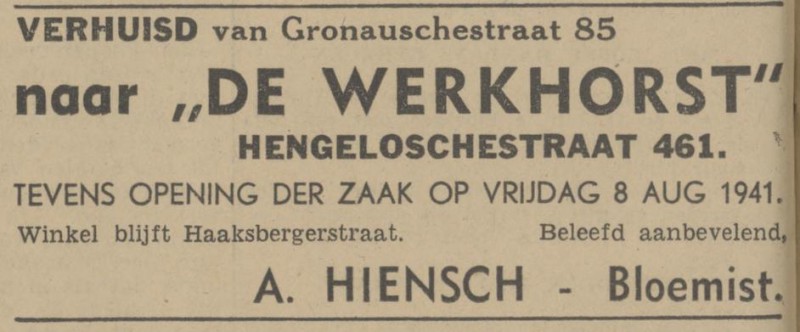 VERHUISD van Gronauschestraat 85
naar „DE WERKHORST"
HENGELOSCHESTRAAT 461.
TEVENS OPENING DER ZAAK OP VRIJDAG 8 AUG 1941.
Winkel blijft Haaksbergerstraat. Beleefd aanbevelend,
A. HIENSCH - Bloemist.